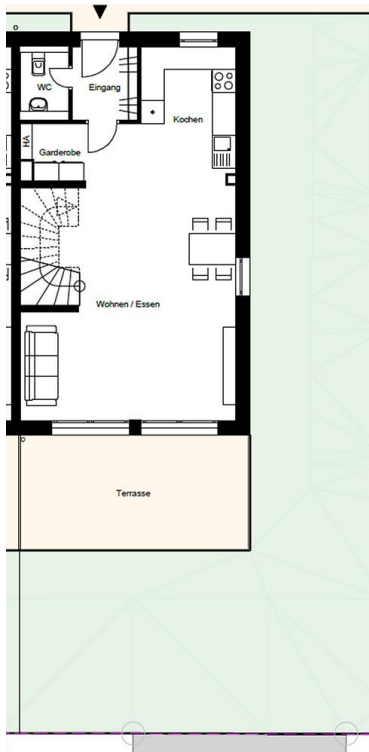 WC
Eingang
Kochen
HA
Garderobe
Wohnen / Essen
Terrasse